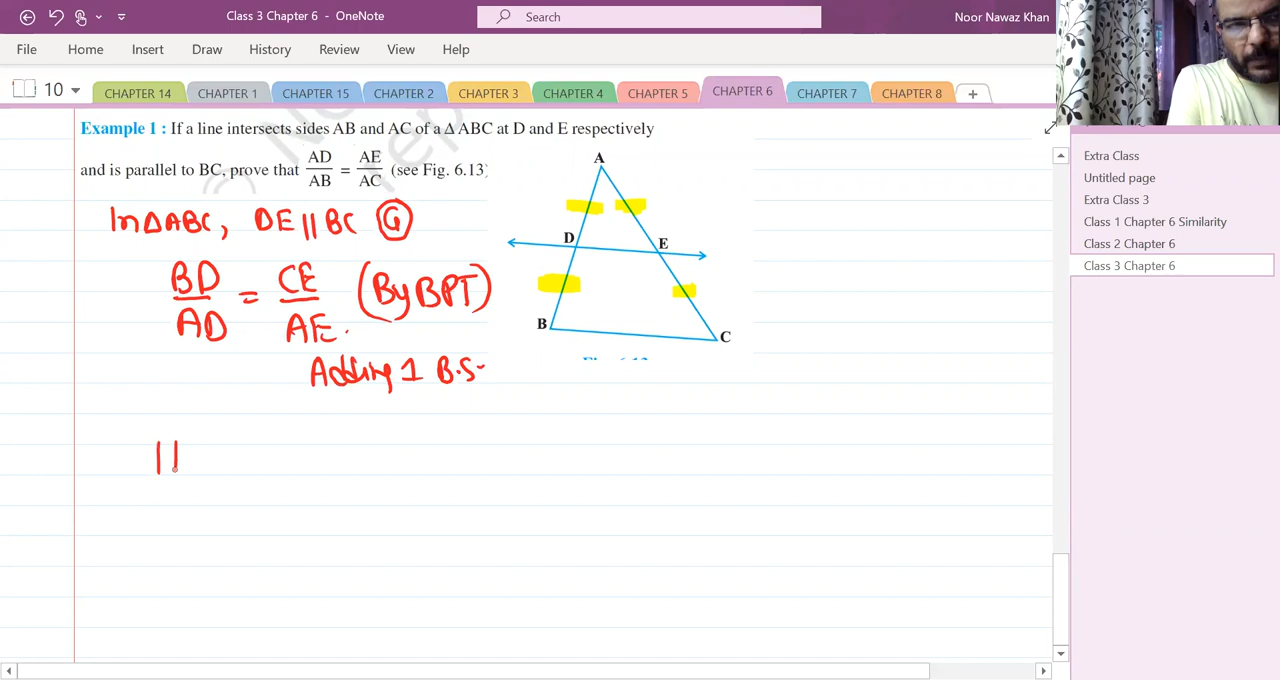 Class 3 Chapter 6 - OneNote
Search
Noor Nawaz Khan
File Home Insert Draw History Review View Help
10 CHAPTER 14 CHAPTER 1 CHAPTER 15 CHAPTER 2 CHAPTER 3 CHAPTER 4 CHAPTER 5 CHAPTER 6 CHAPTER 7 CHAPTER 8 +
Example 1 : If a line intersects sides AB and AC of a Δ ABC at D and E respectively
and is parallel to BC, prove that AD/AB = AE/AC (see Fig. 6.13)
In ΔABC, DE || BC G
BD/AD = CE/AE. (By BPT)
Adding 1 B.S
||
A
D
E
B
C
Extra Class
Untitled page
Extra Class 3
Class 1 Chapter 6 Similarity
Class 2 Chapter 6
Class 3 Chapter 6